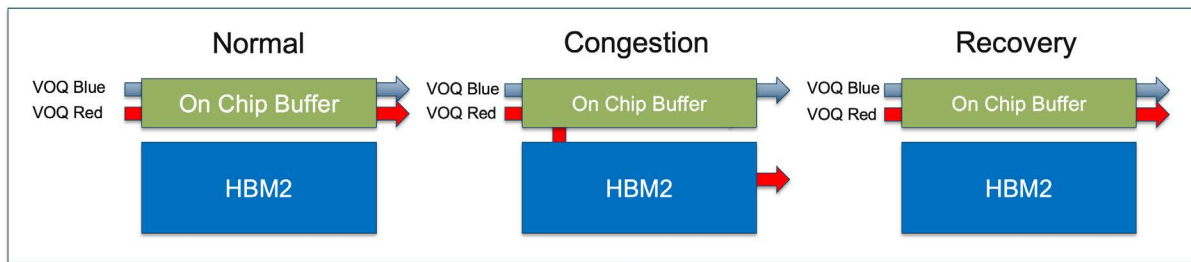 Normal
VOQ Blue
VOQ Red
On Chip Buffer
HBM2
Congestion
VOQ Blue
VOQ Red
On Chip Buffer
HBM2
Recovery
VOQ Blue
VOQ Red
On Chip Buffer
HBM2